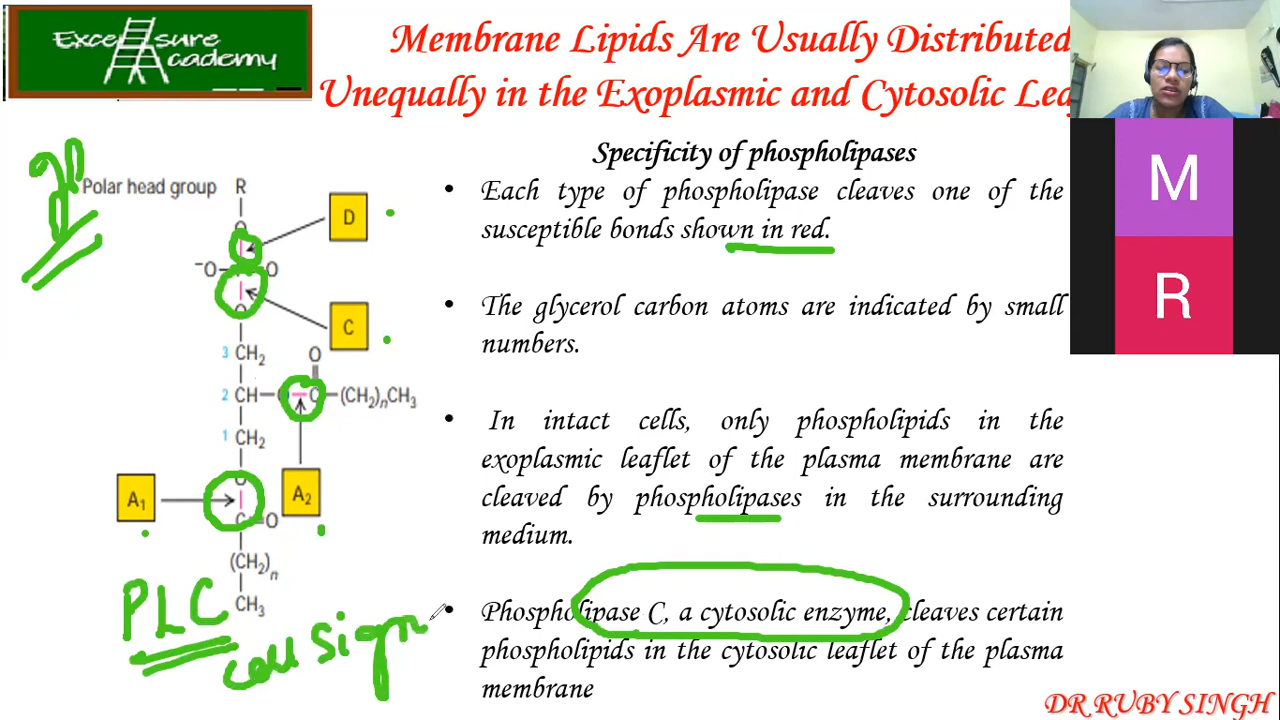 Excel sure
Academy
Membrane Lipids Are Usually Distributed
Unequally in the Exoplasmic and Cytosolic
Specificity of phospholipases
• Each type of phospholipase cleaves one of the
susceptible bonds shown in red.
• The glycerol carbon atoms are indicated by small
numbers.
• In intact cells, only phospholipids in the
exoplasmic leaflet of the plasma membrane are
cleaved by phospholipases in the surrounding
medium.
• Phospholipase C, a cytosolic enzyme, cleaves certain
phospholipids in the cytosolic leaflet of the plasma
membrane
Polar head group R
D
O
⁻O O
C
O
3 CH₂
O
2 CH C (CH₂)ₙCH₃
1 CH₂
O
A₁ A₂
C=O
(CH₂)ₙ
CH₃
PLC
cell sign
M
R
DR RUBY SINGH